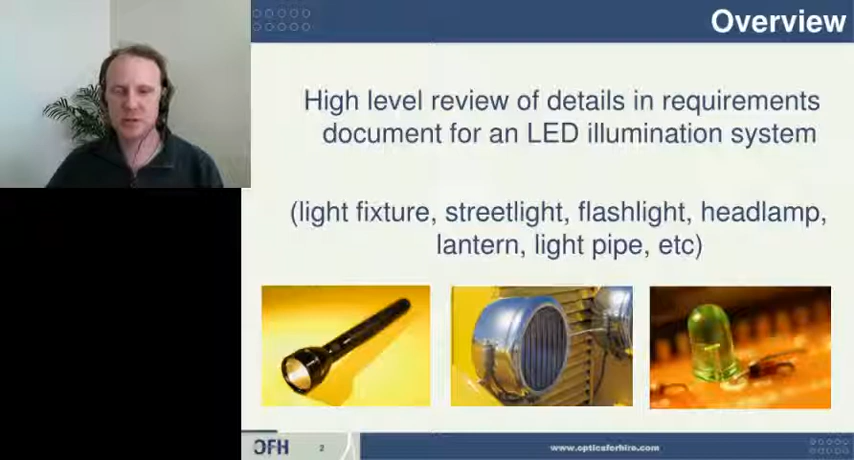 Overview
High level review of details in requirements
document for an LED illumination system
(light fixture, streetlight, flashlight, headlamp,
lantern, light pipe, etc)
OFH
2
www.opticsforhire.com